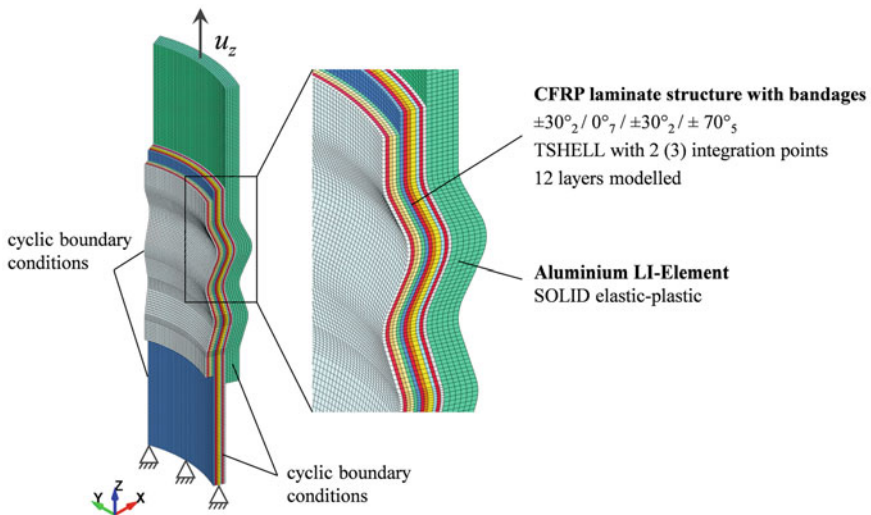 u_z
CFRP laminate structure with bandages
±30°₂ / 0°₇ / ±30°₂ / ± 70°₅
TSHELL with 2 (3) integration points
12 layers modelled
cyclic boundary
conditions
Aluminium LI-Element
SOLID elastic-plastic
cyclic boundary
conditions
Z
Y
X